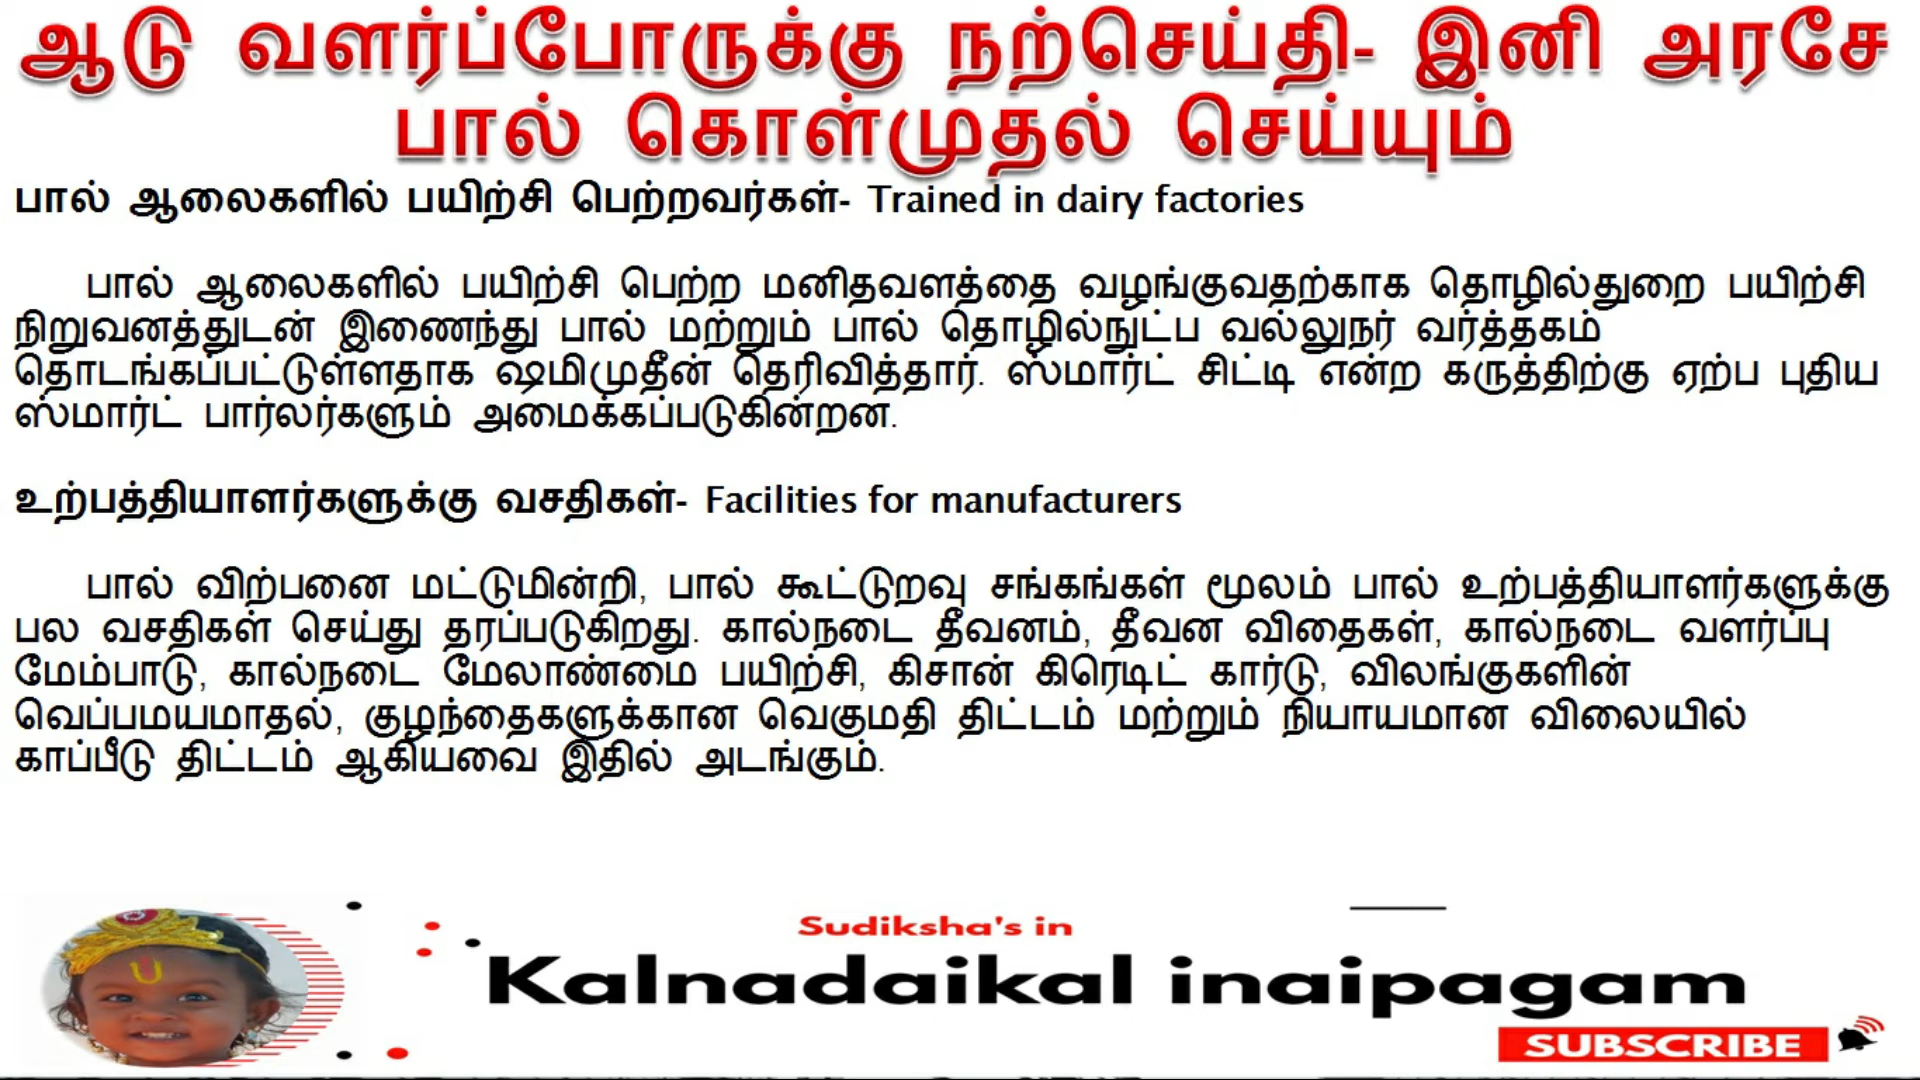 ஆடு வளர்ப்போருக்கு நற்செய்தி- இனி அரசே
பால் கொள்முதல் செய்யும்
பால் ஆலைகளில் பயிற்சி பெற்றவர்கள்- Trained in dairy factories
பால் ஆலைகளில் பயிற்சி பெற்ற மனிதவளத்தை வழங்குவதற்காக தொழில்துறை பயிற்சி
நிறுவனத்துடன் இணைந்து பால் மற்றும் பால் தொழில்நுட்ப வல்லுநர் வர்த்தகம்
தொடங்கப்பட்டுள்ளதாக ஷமிமுதீன் தெரிவித்தார். ஸ்மார்ட் சிட்டி என்ற கருத்திற்கு ஏற்ப புதிய
ஸ்மார்ட் பார்லர்களும் அமைக்கப்படுகின்றன.
உற்பத்தியாளர்களுக்கு வசதிகள்- Facilities for manufacturers
பால் விற்பனை மட்டுமின்றி, பால் கூட்டுறவு சங்கங்கள் மூலம் பால் உற்பத்தியாளர்களுக்கு
பல வசதிகள் செய்து தரப்படுகிறது. கால்நடை தீவனம், தீவன விதைகள், கால்நடை வளர்ப்பு
மேம்பாடு, கால்நடை மேலாண்மை பயிற்சி, கிசான் கிரெடிட் கார்டு, விலங்குகளின்
வெப்பமயமாதல், குழந்தைகளுக்கான வெகுமதி திட்டம் மற்றும் நியாயமான விலையில்
காப்பீடு திட்டம் ஆகியவை இதில் அடங்கும்.
Sudiksha's in
Kalnadaikal inaipagam
SUBSCRIBE